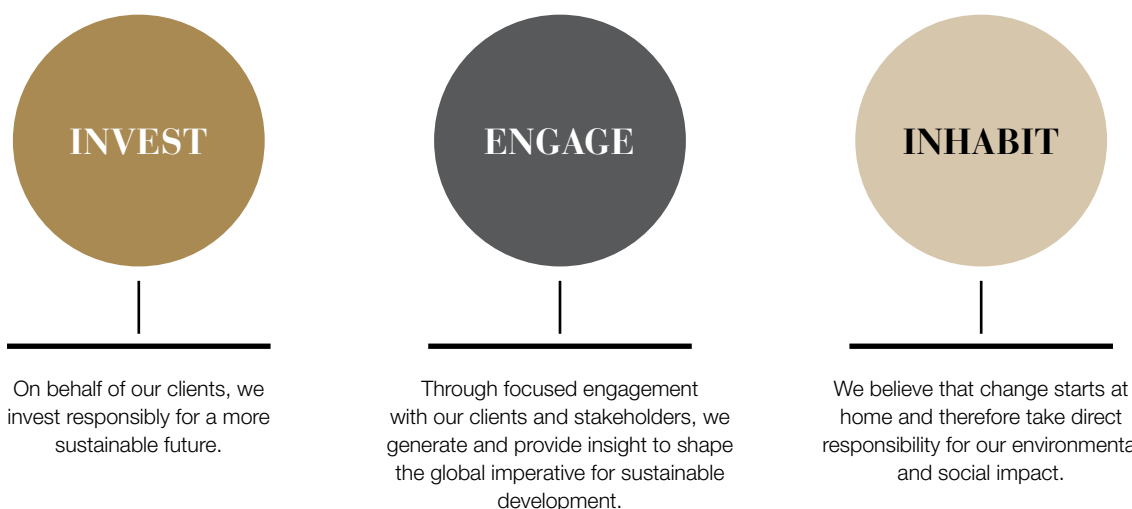 INVEST
On behalf of our clients, we
invest responsibly for a more
sustainable future.
ENGAGE
Through focused engagement
with our clients and stakeholders, we
generate and provide insight to shape
the global imperative for sustainable
development.
INHABIT
We believe that change starts at
home and therefore take direct
responsibility for our environmenta
and social impact.